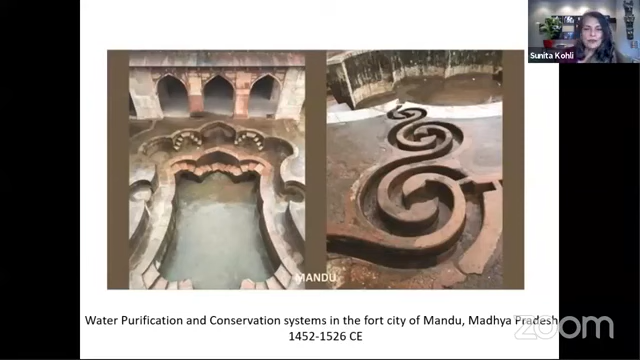 Sunita Kohli
MANDU
Water Purification and Conservation systems in the fort city of Mandu, Madhya Pradesh
1452-1526 CE
zoom